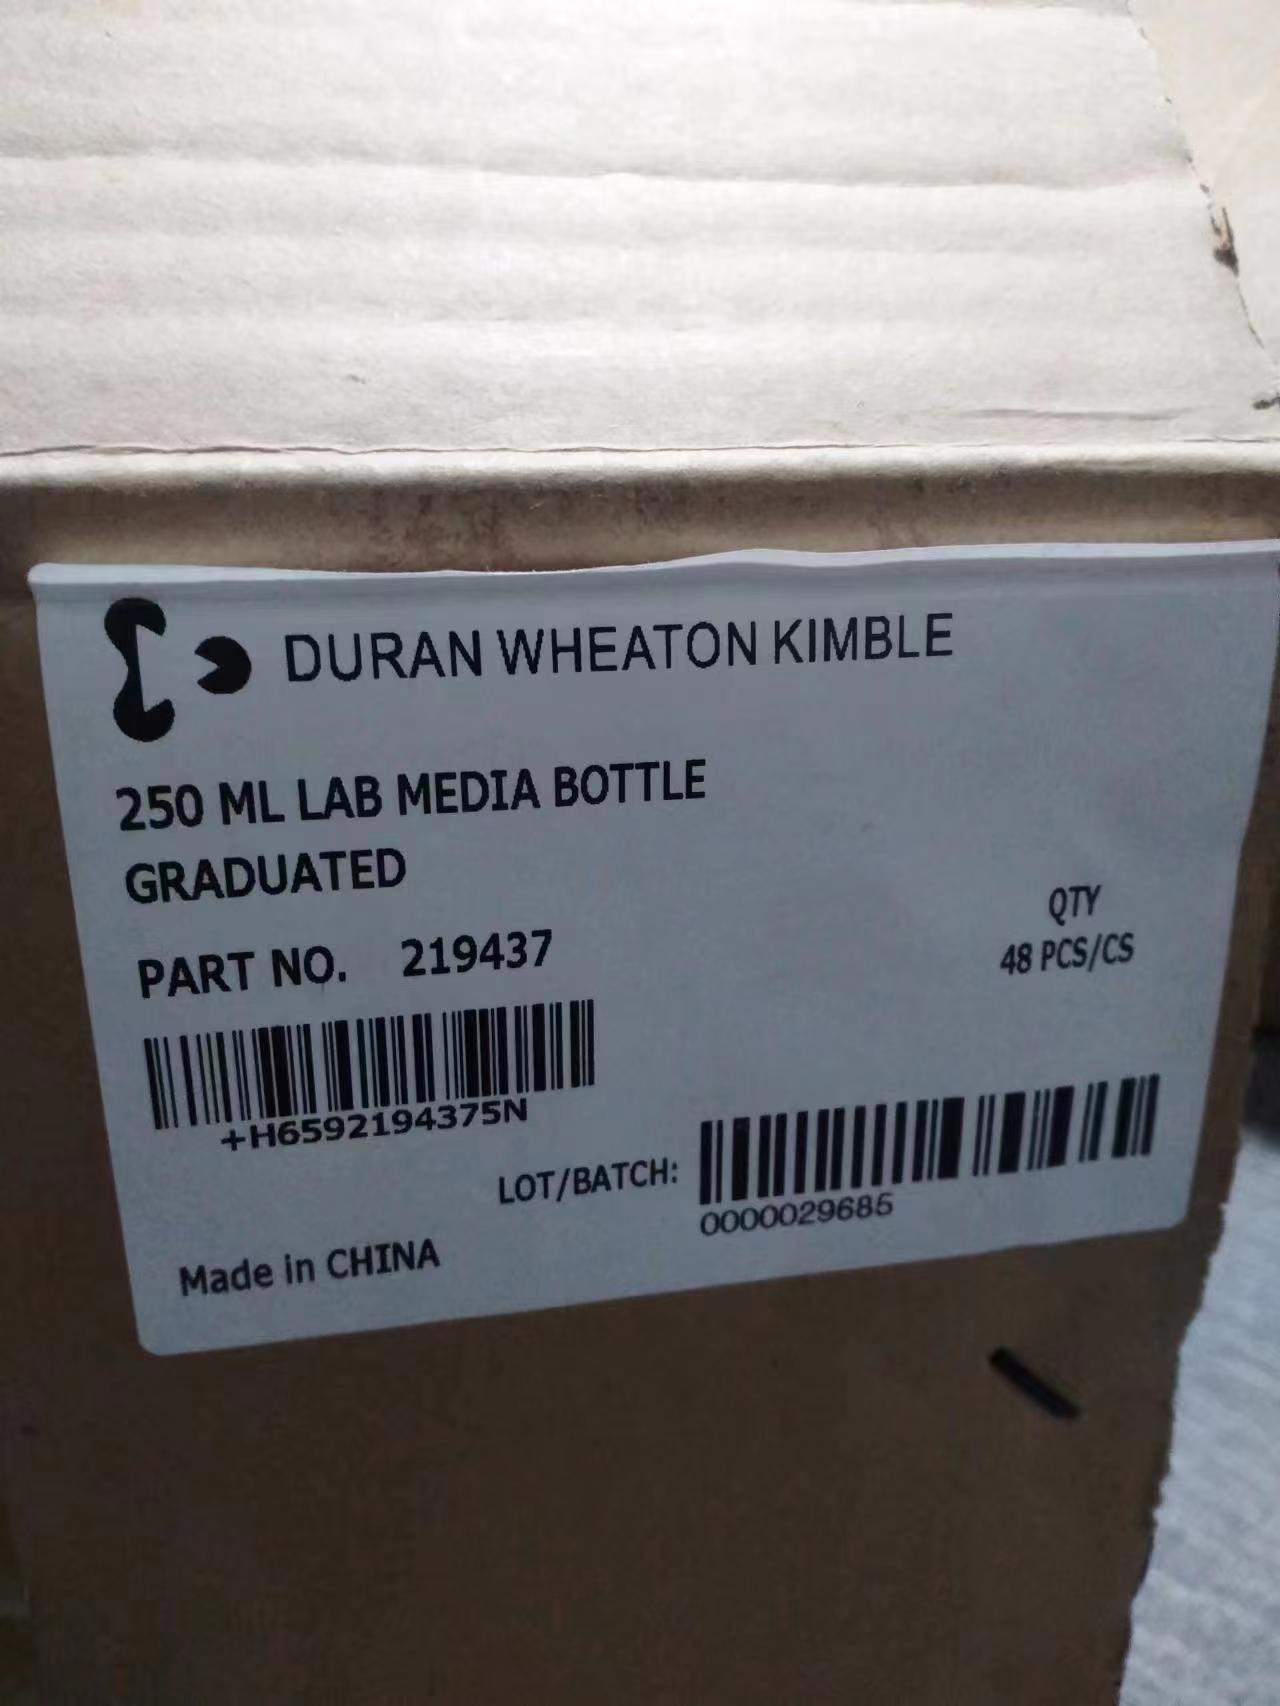 DURAN WHEATON KIMBLE
250 ML LAB MEDIA BOTTLE
GRADUATED
QTY
PART NO. 219437
48 PCS/CS
+H6592194375N
LOT/BATCH:
0000029685
Made in CHINA